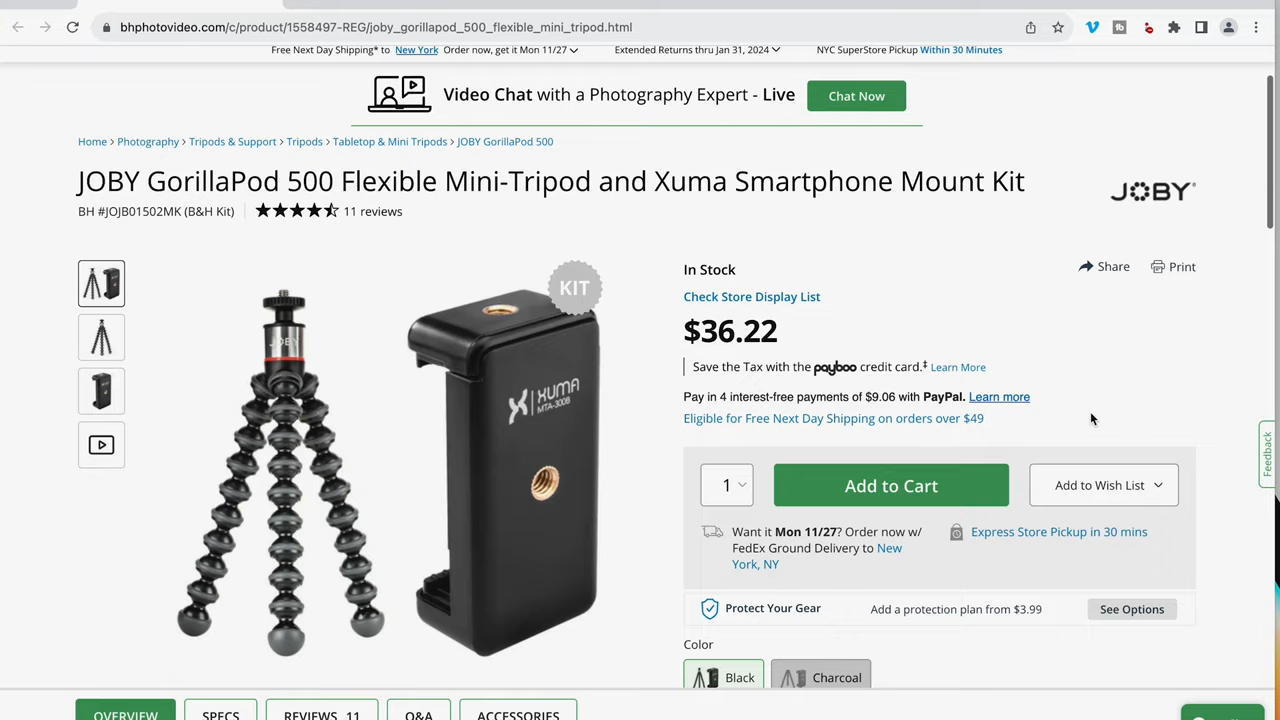 bhphotovideo.com/c/product/1558497-REG/joby_gorillapod_500_flexible_mini_tripod.html
Free Next Day Shipping* to New York Order now, get it Mon 11/27 Extended Returns thru Jan 31, 2024 NYC SuperStore Pickup Within 30 Minutes
Video Chat with a Photography Expert - Live Chat Now
Home > Photography > Tripods & Support > Tripods > Tabletop & Mini Tripods > JOBY GorillaPod 500
JOBY GorillaPod 500 Flexible Mini-Tripod and Xuma Smartphone Mount Kit
JOBY
BH #JOJB01502MK (B&H Kit) 11 reviews
KIT
JOBY
XUMA
MTA-300B
In Stock
Share Print
Check Store Display List
$36.22
Save the Tax with the payboo credit card.‡ Learn More
Pay in 4 interest-free payments of $9.06 with PayPal. Learn more
Eligible for Free Next Day Shipping on orders over $49
1 Add to Cart Add to Wish List
Want it Mon 11/27? Order now w/
FedEx Ground Delivery to New
York, NY
Express Store Pickup in 30 mins
Protect Your Gear Add a protection plan from $3.99 See Options
Color
Black Charcoal
Feedback
OVERVIEW SPECS REVIEWS 11 Q&A ACCESSORIES